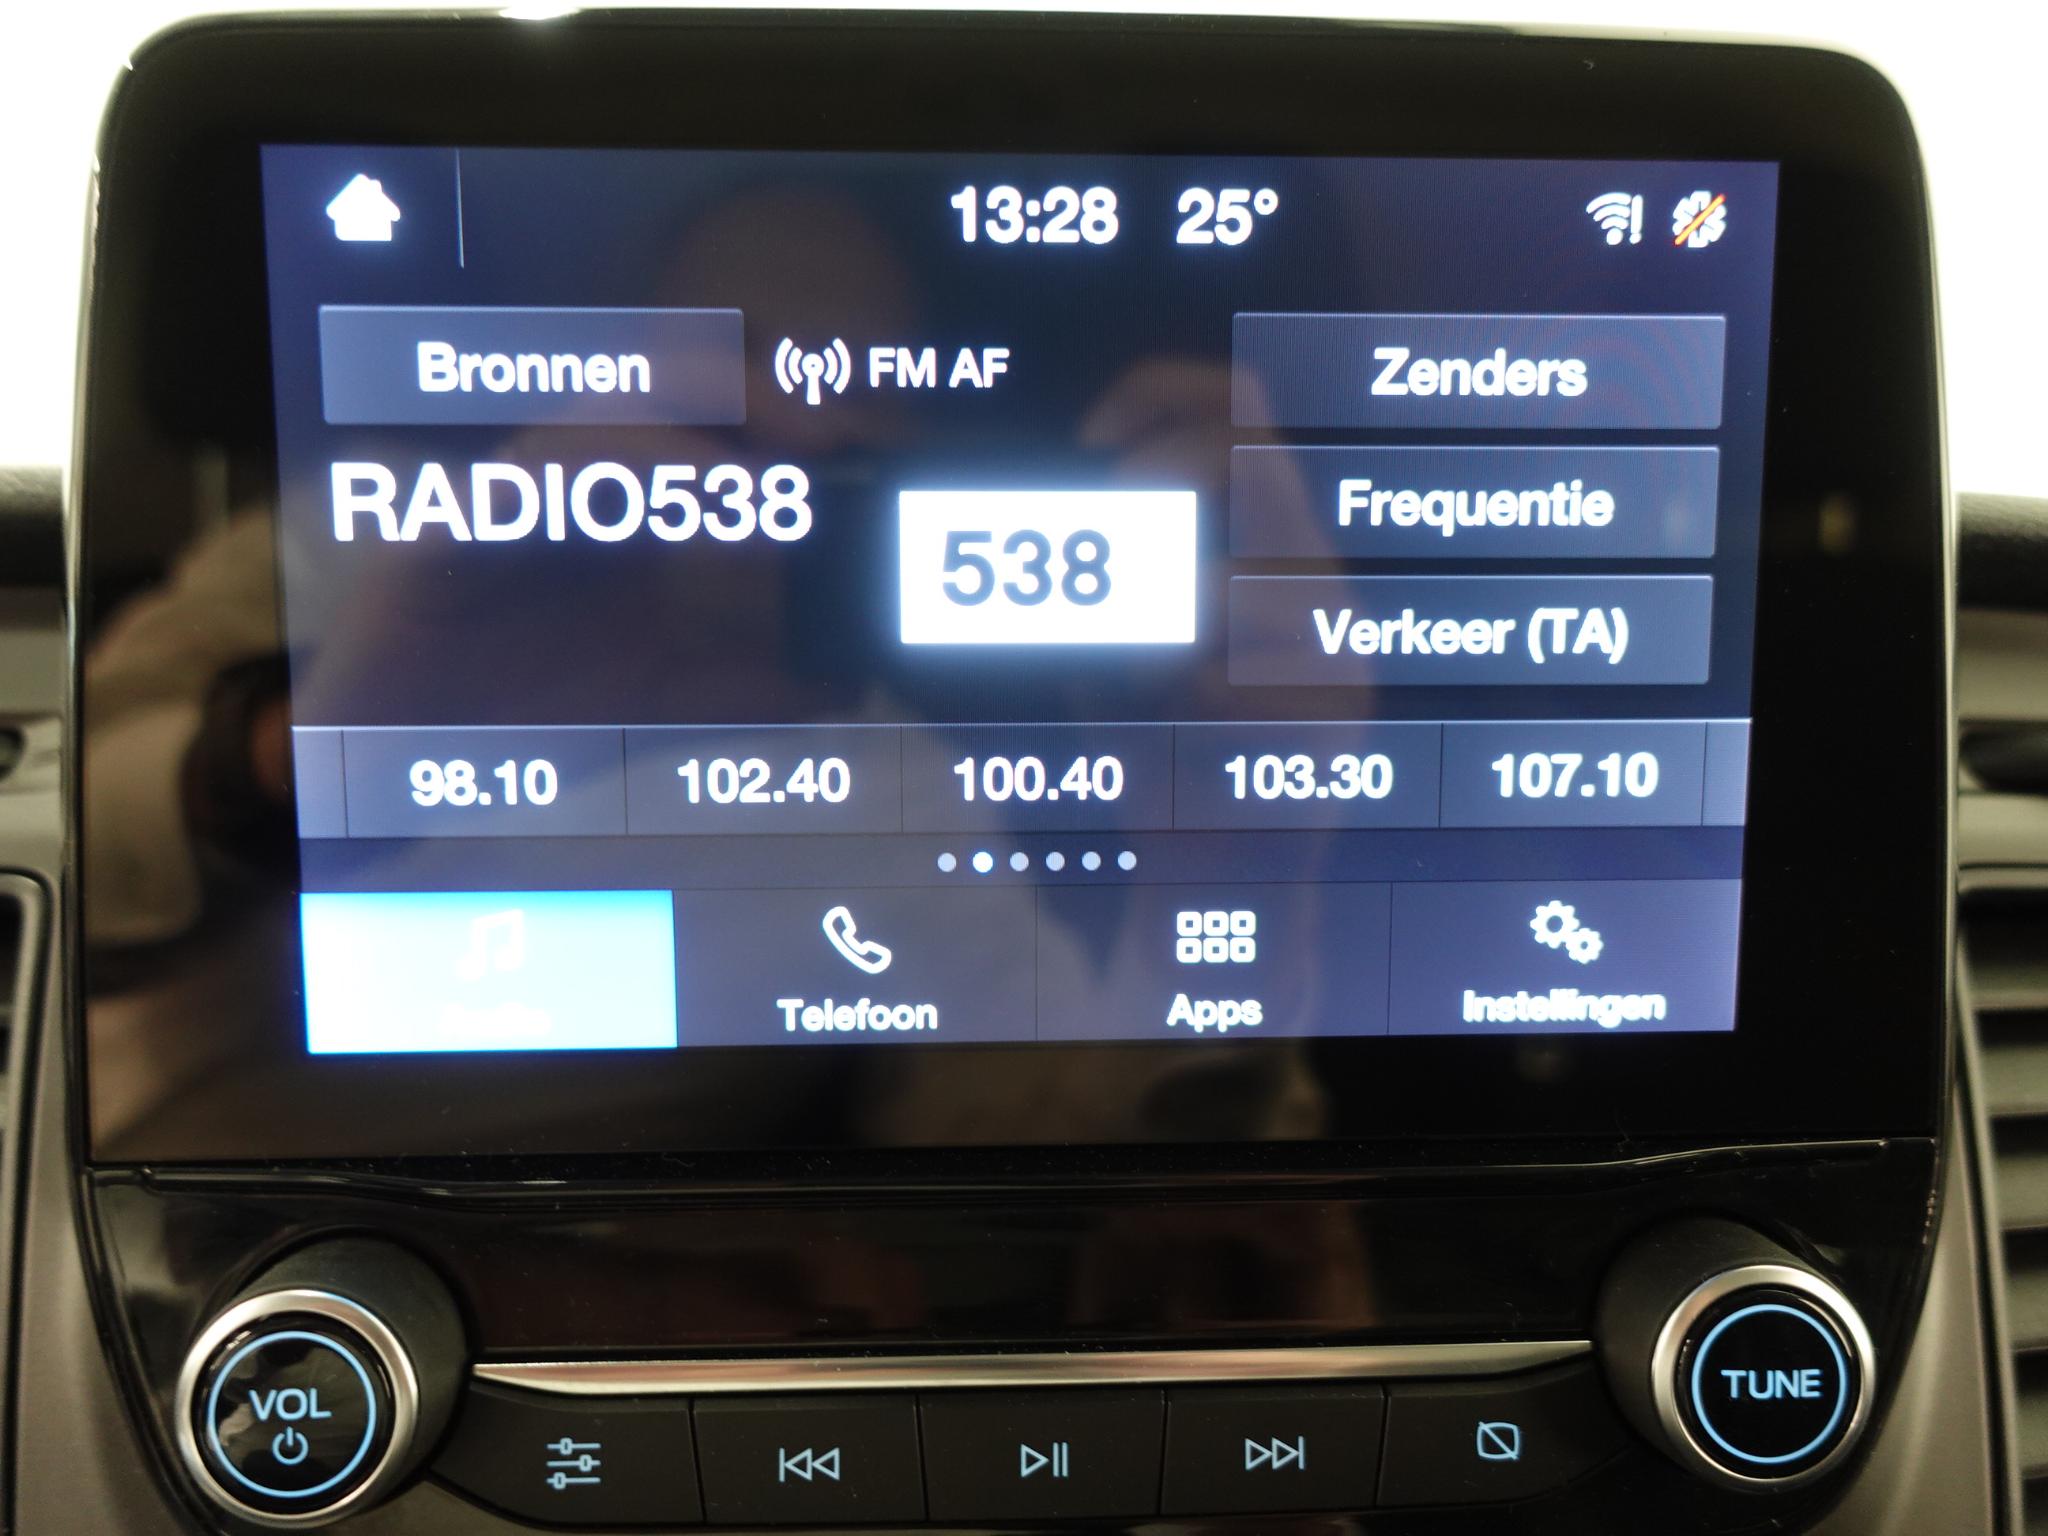 13:28 25°
Bronnen FM AF Zenders
RADIO538 538 Frequentie
Verkeer (TA)
98.10 102.40 100.40 103.30 107.10
Telefoon Apps Instellingen
VOL TUNE